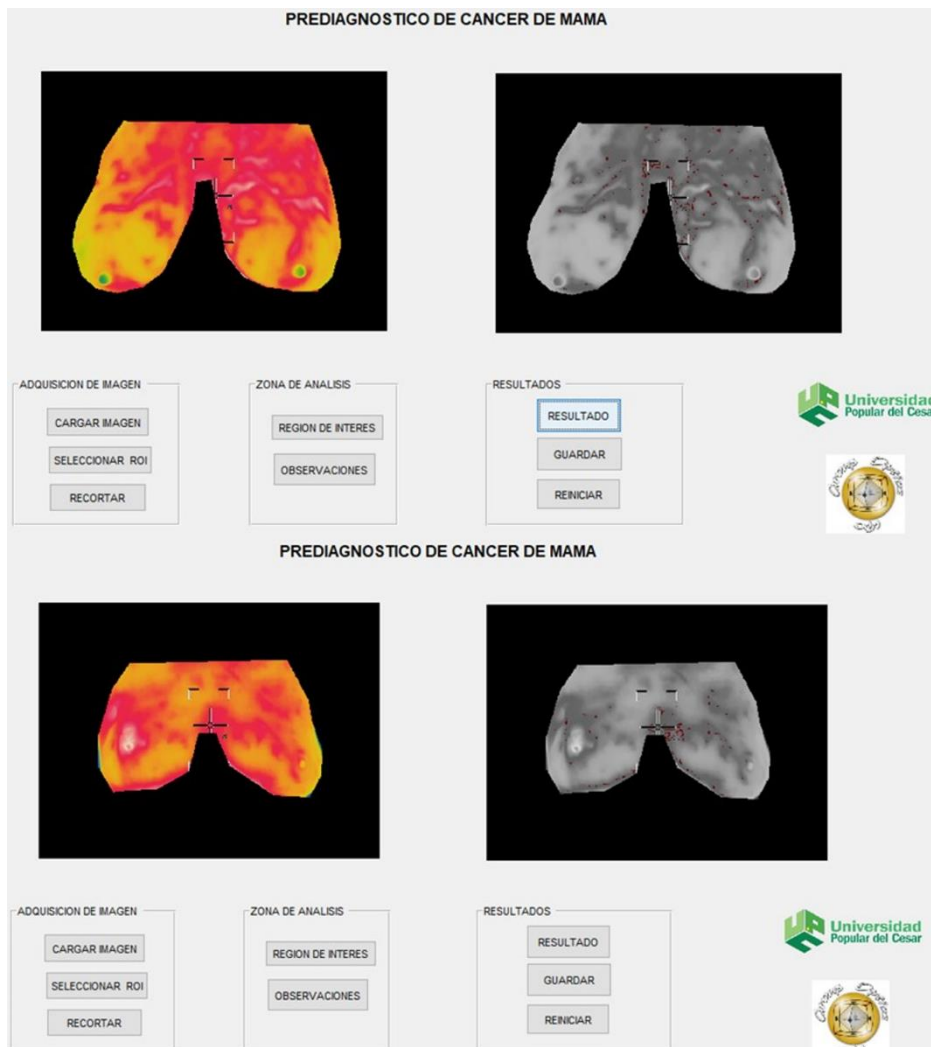 PREDIAGNOSTICO DE CANCER DE MAMA
ADQUISICION DE IMAGEN
CARGAR IMAGEN
SELECCIONAR ROI
RECORTAR
ZONA DE ANALISIS
REGION DE INTERES
OBSERVACIONES
RESULTADOS
RESULTADO
GUARDAR
REINICIAR
Universidad
Popular del Cesa
PREDIAGNOSTICO DE CANCER DE MAMA
ADQUISICION DE IMAGEN
CARGAR IMAGEN
SELECCIONAR ROI
RECORTAR
ZONA DE ANALISIS
REGION DE INTERES
OBSERVACIONES
RESULTADOS
RESULTADO
GUARDAR
REINICIAR
Universidad
Popular del Cesar